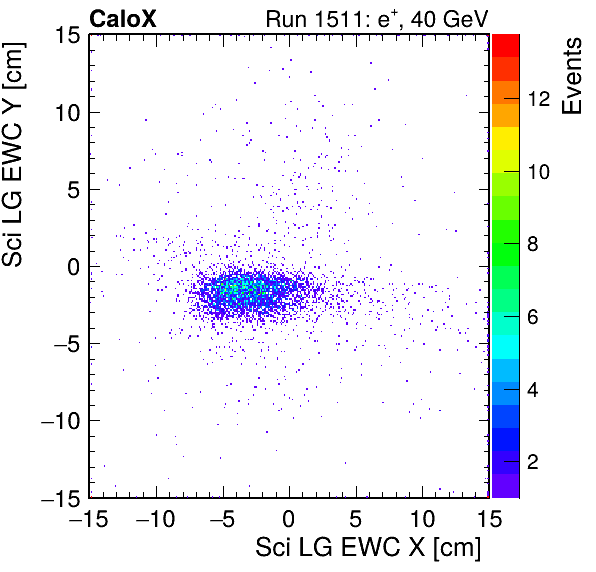 CaloX
Run 1511: e⁺, 40 GeV
Sci LG EWC Y [cm]
15
10
5
0
−5
−10
−15
−15 −10 −5 0 5 10 15
Sci LG EWC X [cm]
Events
12
10
8
6
4
2